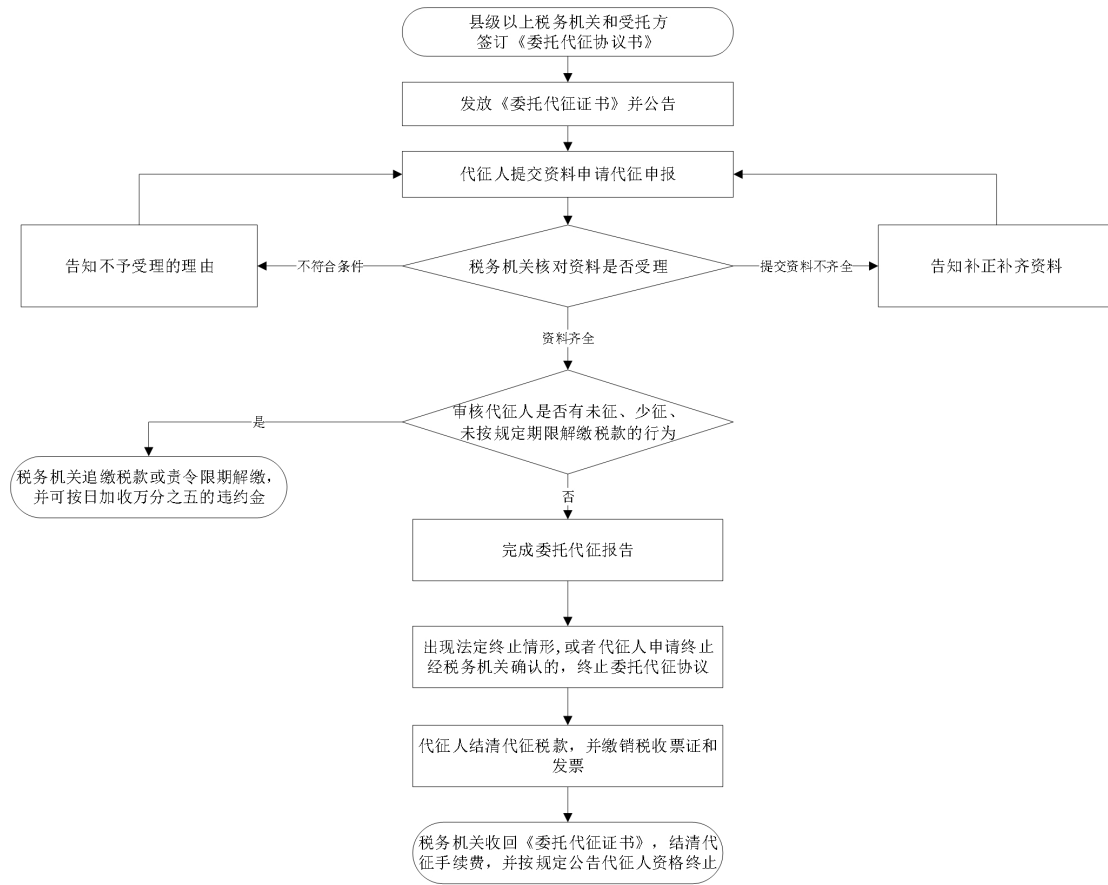 县级以上税务机关和受托方
签订《委托代征协议书》
发放《委托代征证书》并公告
代征人提交资料申请代征申报
告知不予受理的理由
不符合条件
税务机关核对资料是否受理
提交资料不齐全
告知补正补齐资料
资料齐全
审核代征人是否有未征、少征、
未按规定期限解缴税款的行为
是
税务机关追缴税款或责令限期解缴，
并可按日加收万分之五的违约金
否
完成委托代征报告
出现法定终止情形,或者代征人申请终止
经税务机关确认的，终止委托代征协议
代征人结清代征税款，并缴销税收票证和
发票
税务机关收回《委托代征证书》，结清代
征手续费，并按规定公告代征人资格终止